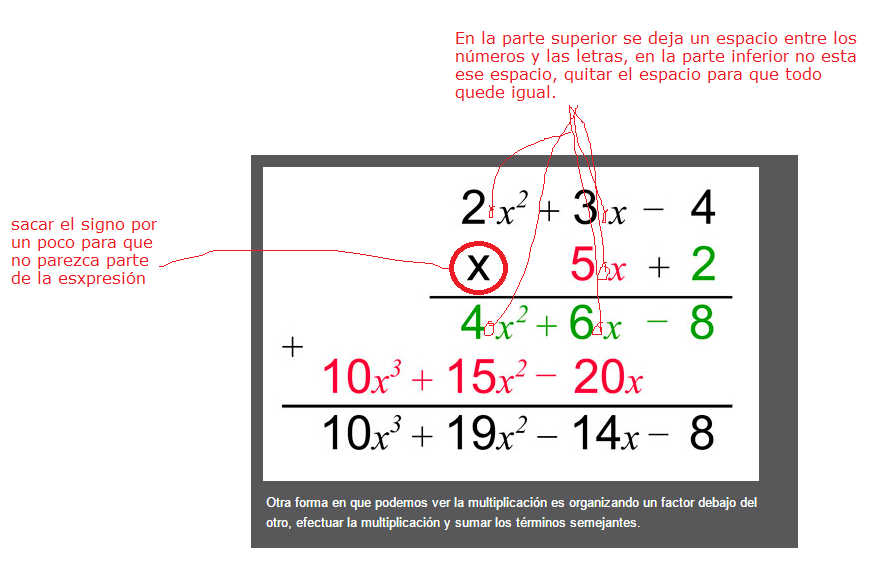 En la parte superior se deja un espacio entre los
números y las letras, en la parte inferior no esta
ese espacio, quitar el espacio para que todo
quede igual.
sacar el signo por
un poco para que
no parezca parte
de la esxpresión
2x² + 3x − 4
x 5x + 2
4x² + 6x − 8
+
10x³ + 15x² − 20x
10x³ + 19x² − 14x − 8
Otra forma en que podemos ver la multiplicación es organizando un factor debajo del
otro, efectuar la multiplicación y sumar los términos semejantes.